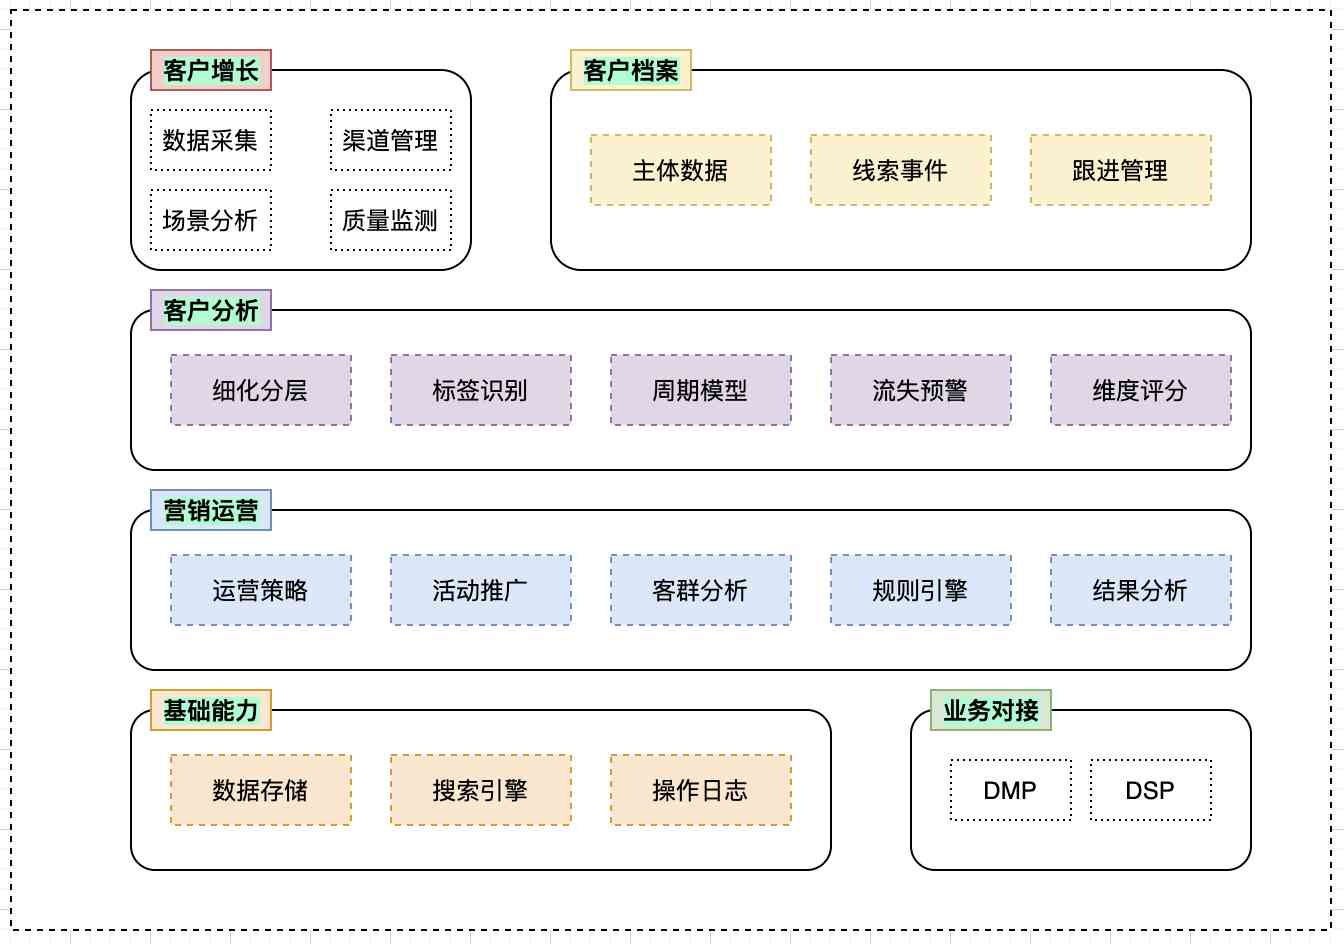 客户增长
数据采集
渠道管理
场景分析
质量监测
客户档案
主体数据
线索事件
跟进管理
客户分析
细化分层
标签识别
周期模型
流失预警
维度评分
营销运营
运营策略
活动推广
客群分析
规则引擎
结果分析
基础能力
数据存储
搜索引擎
操作日志
业务对接
DMP
DSP